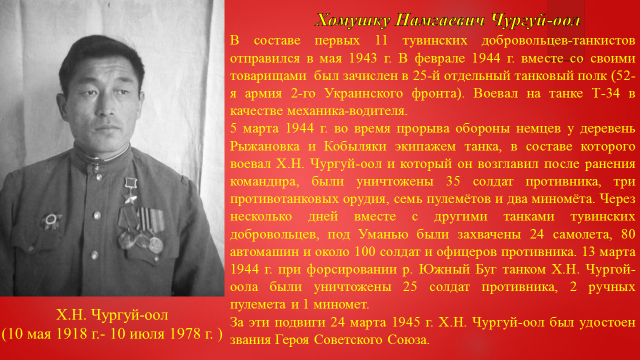 Хомушку Намгаевич Чургуй-оол
В составе первых 11 тувинских добровольцев-танкистов
отправился в мая 1943 г. В феврале 1944 г. вместе со своими
товарищами был зачислен в 25-й отдельный танковый полк (52-
я армия 2-го Украинского фронта). Воевал на танке Т-34 в
качестве механика-водителя.
5 марта 1944 г. во время прорыва обороны немцев у деревень
Рыжановка и Кобыляки экипажем танка, в составе которого
воевал Х.Н. Чургуй-оол и который он возглавил после ранения
командира, были уничтожены 35 солдат противника, три
противотанковых орудия, семь пулемётов и два миномёта. Через
несколько дней вместе с другими танками тувинских
добровольцев, под Уманью были захвачены 24 самолета, 80
автомашин и около 100 солдат и офицеров противника. 13 марта
1944 г. при форсировании р. Южный Буг танком Х.Н. Чургой-
оола были уничтожены 25 солдат противника, 2 ручных
пулемета и 1 миномет.
За эти подвиги 24 марта 1945 г. Х.Н. Чургуй-оол был удостоен
звания Героя Советского Союза.
Х.Н. Чургуй-оол
(10 мая 1918 г.- 10 июля 1978 г. )